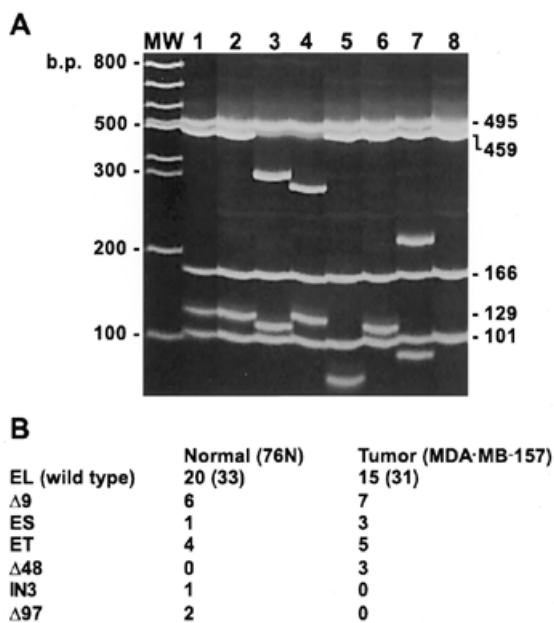 A
MW 1 2 3 4 5 6 7 8
b.p. 800 -
500 -
300 -
200 -
100 -
- 495
459
- 166
- 129
- 101
B
Normal (76N) Tumor (MDA·MB-157)
EL (wild type) 20 (33) 15 (31)
Δ9 6 7
ES 1 3
ET 4 5
Δ48 0 3
IN3 1 0
Δ97 2 0